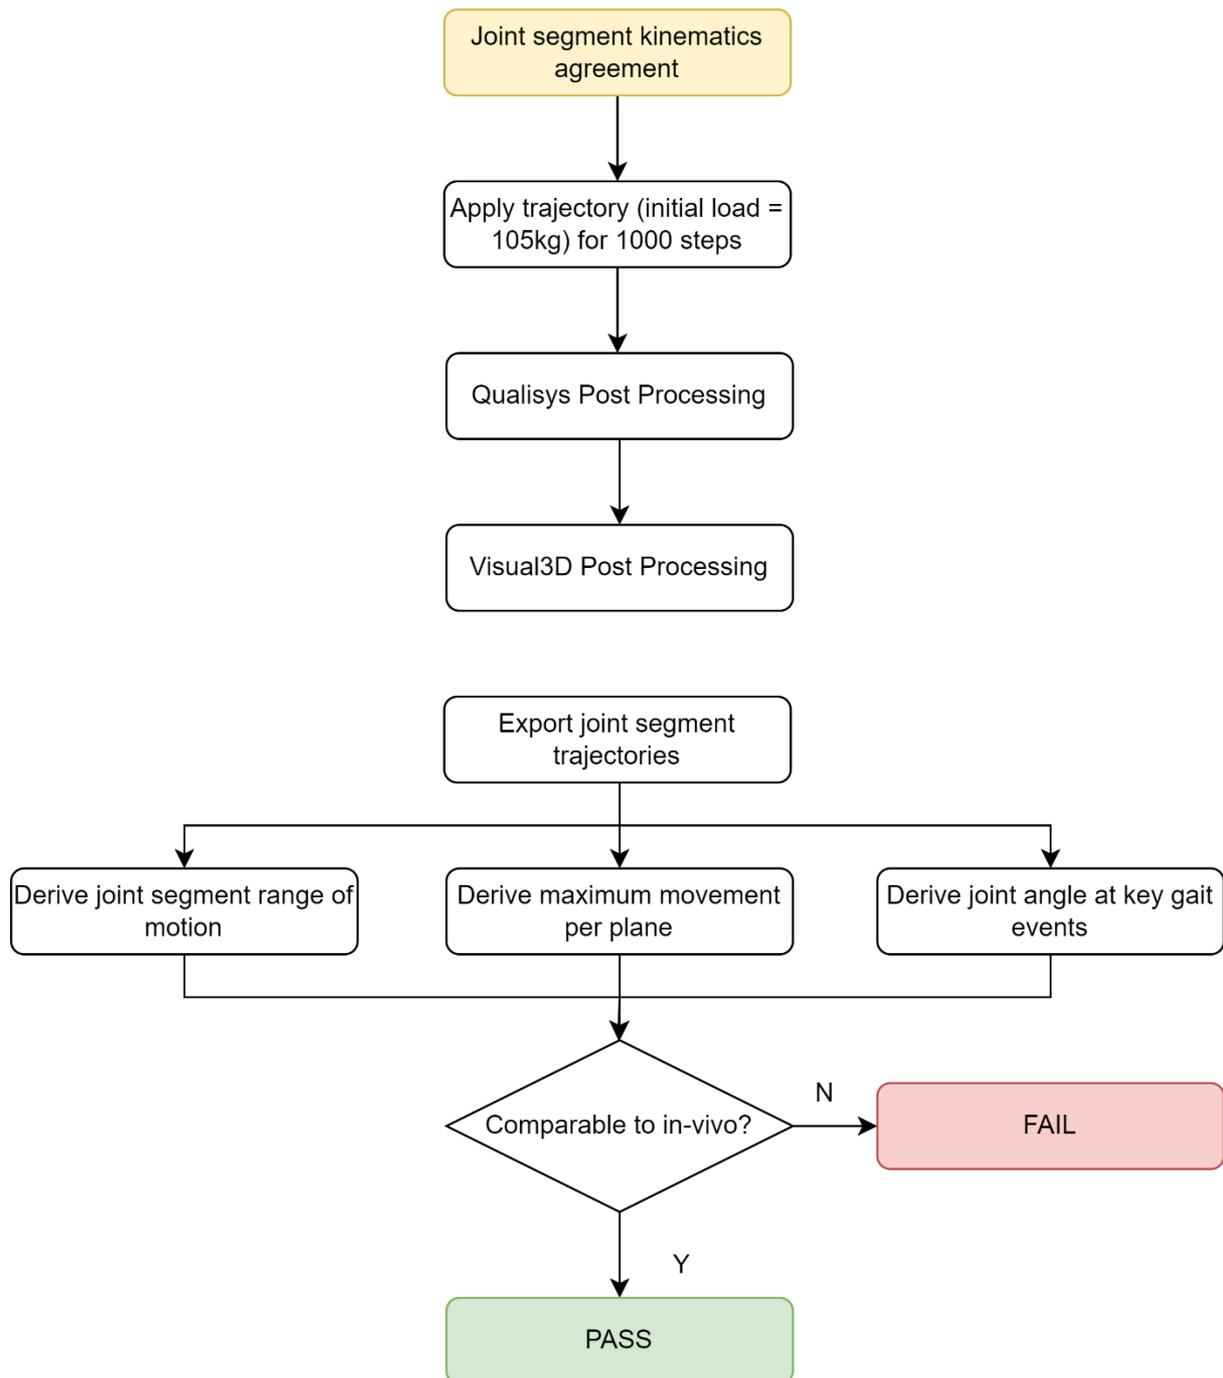 Joint segment kinematics
agreement
Apply trajectory (initial load =
105kg) for 1000 steps
Qualisys Post Processing
Visual3D Post Processing
Export joint segment
trajectories
Derive joint segment range of
motion
Derive maximum movement
per plane
Derive joint angle at key gait
events
Comparable to in-vivo?
N
FAIL
Y
PASS